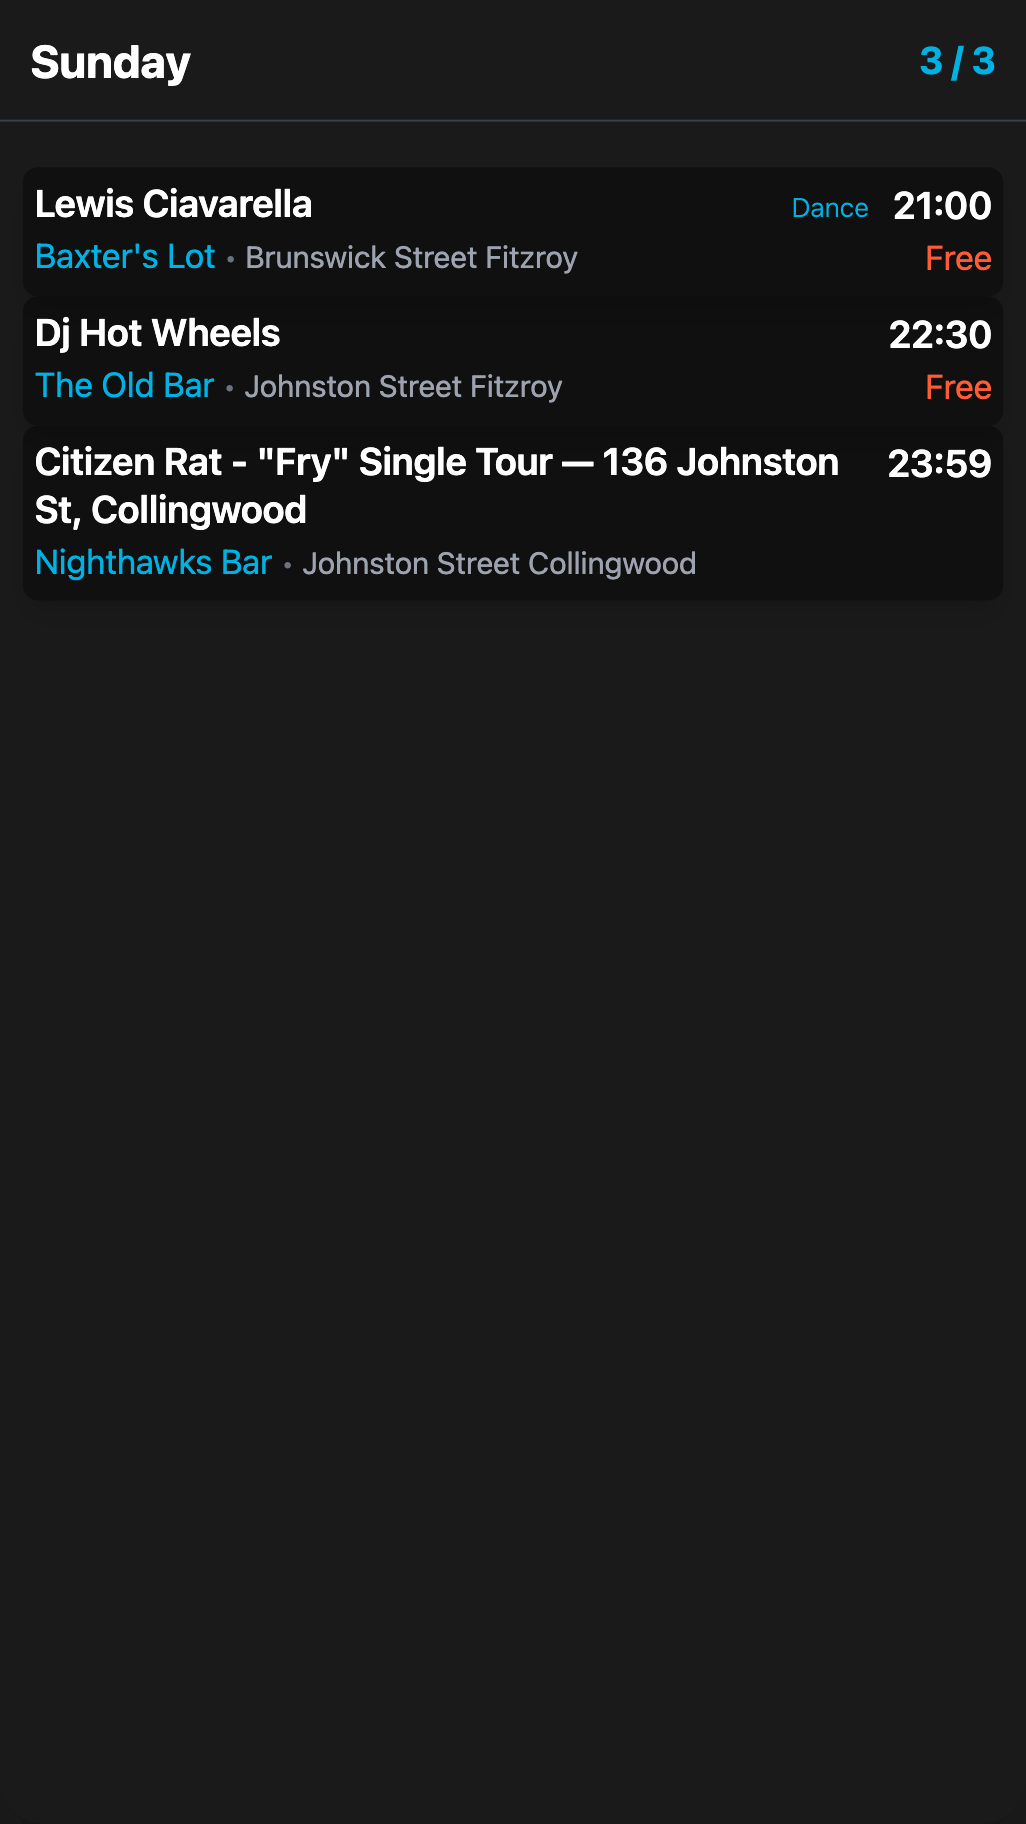 Sunday 3 / 3
Lewis Ciavarella Dance 21:00
Baxter's Lot • Brunswick Street Fitzroy Free
Dj Hot Wheels 22:30
The Old Bar • Johnston Street Fitzroy Free
Citizen Rat - "Fry" Single Tour — 136 Johnston 23:59
St, Collingwood
Nighthawks Bar • Johnston Street Collingwood